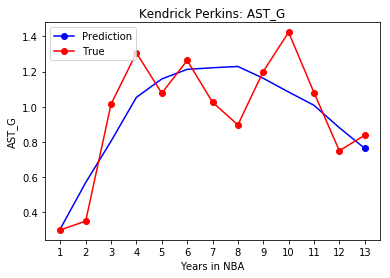 Kendrick Perkins: AST_G
Prediction
True
AST_G
1.4
1.2
1.0
0.8
0.6
0.4
1 2 3 4 5 6 7 8 9 10 11 12 13
Years in NBA